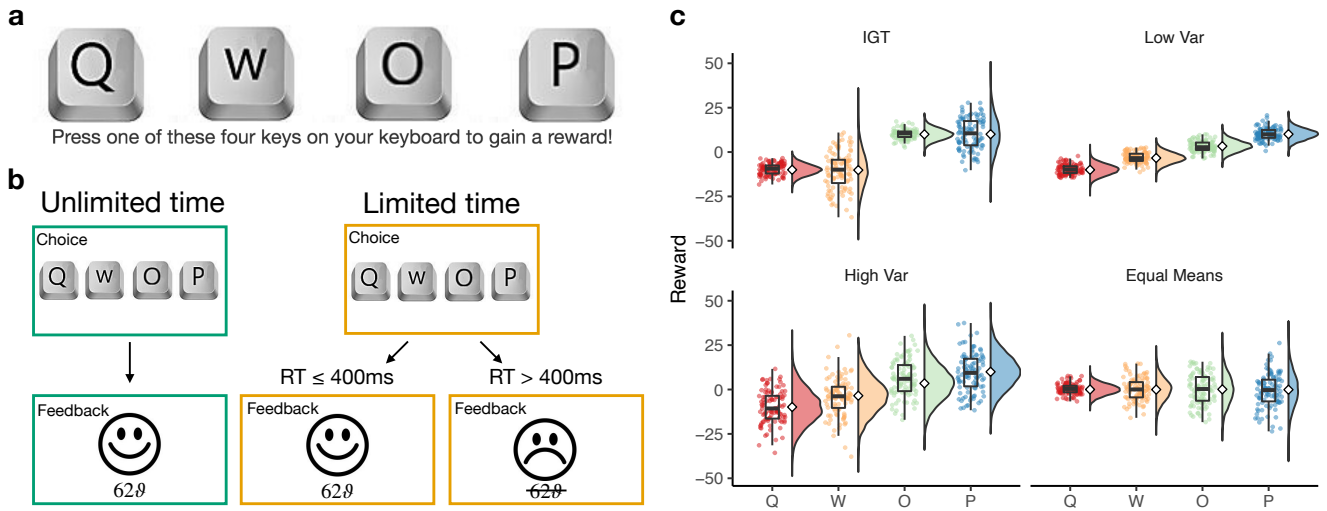 a
Q W O P
Press one of these four keys on your keyboard to gain a reward!
b
Unlimited time
Choice
Q W O P
Feedback
62ϑ
Limited time
Choice
Q W O P
RT ≤ 400ms
RT > 400ms
Feedback
62ϑ
Feedback
62ϑ
c
Reward
IGT
50
25
0
−25
−50
Low Var
High Var
50
25
0
−25
−50
Q W O P
Equal Means
Q W O P